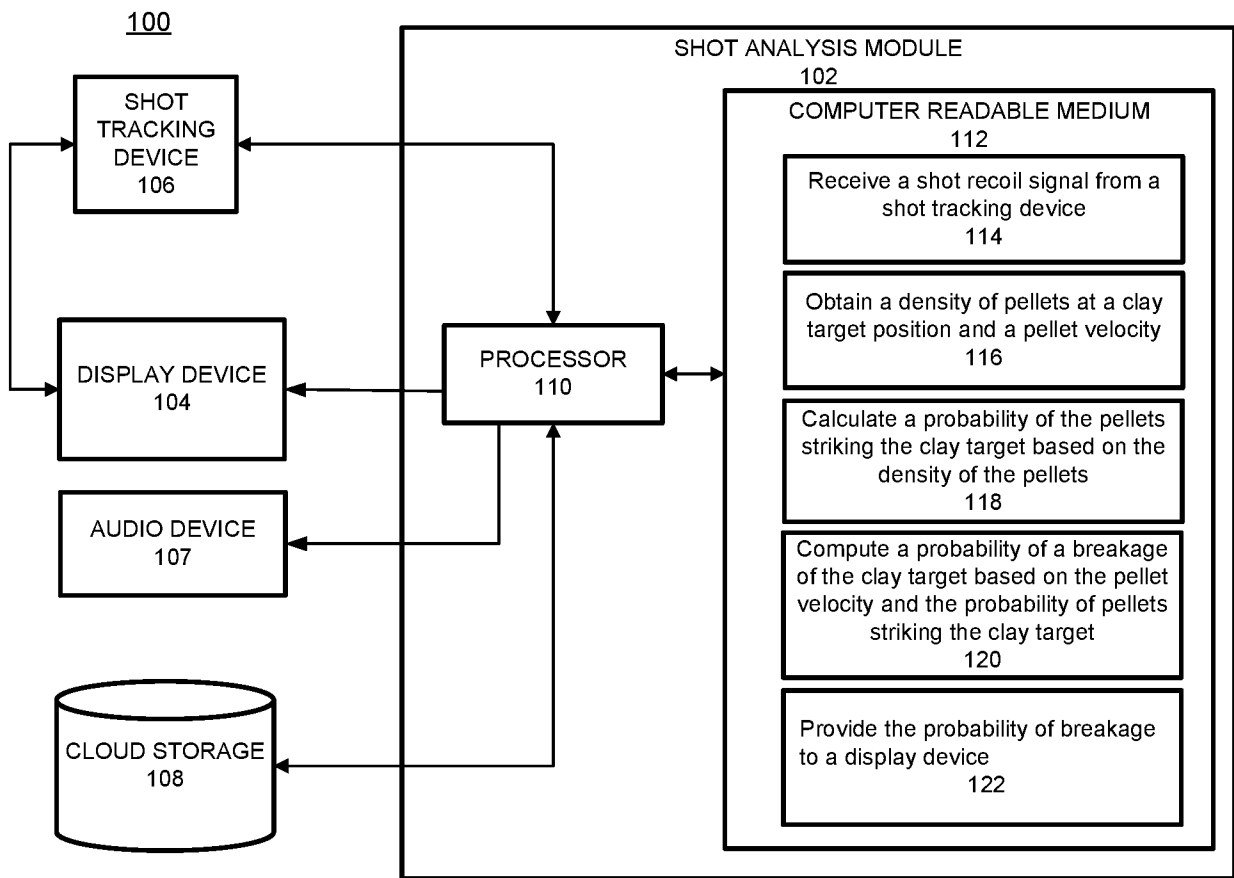 100
SHOT
TRACKING
DEVICE
106
DISPLAY DEVICE
104
AUDIO DEVICE
107
CLOUD STORAGE
108
SHOT ANALYSIS MODULE
102
PROCESSOR
110
COMPUTER READABLE MEDIUM
112
Receive a shot recoil signal from a
shot tracking device
114
Obtain a density of pellets at a clay
target position and a pellet velocity
116
Calculate a probability of the pellets
striking the clay target based on the
density of the pellets
118
Compute a probability of a breakage
of the clay target based on the pellet
velocity and the probability of pellets
striking the clay target
120
Provide the probability of breakage
to a display device
122